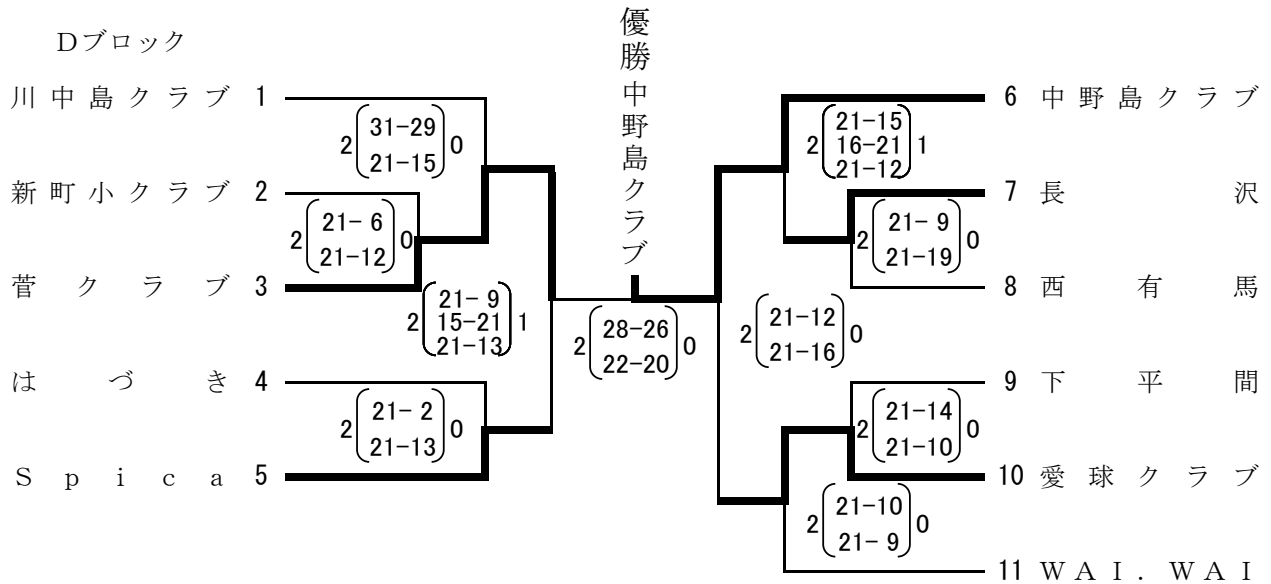 Dブロック
優勝 中野島クラブ
川中島クラブ 1
2 31-29 0
21-15
新町小クラブ 2
2 21- 6 0
21-12
菅クラブ 3
21- 9
2 15-21 1
21-13
はづき 4
2 21- 2 0
21-13
Spica 5
2 28-26 0
22-20
6 中野島クラブ
21-15
2 16-21 1
21-12
7 長沢
2 21- 9 0
21-19
8 西有馬
2 21-12 0
21-16
9 下平間
2 21-14 0
21-10
10 愛球クラブ
2 21-10 0
21- 9
11 WAI.WAI